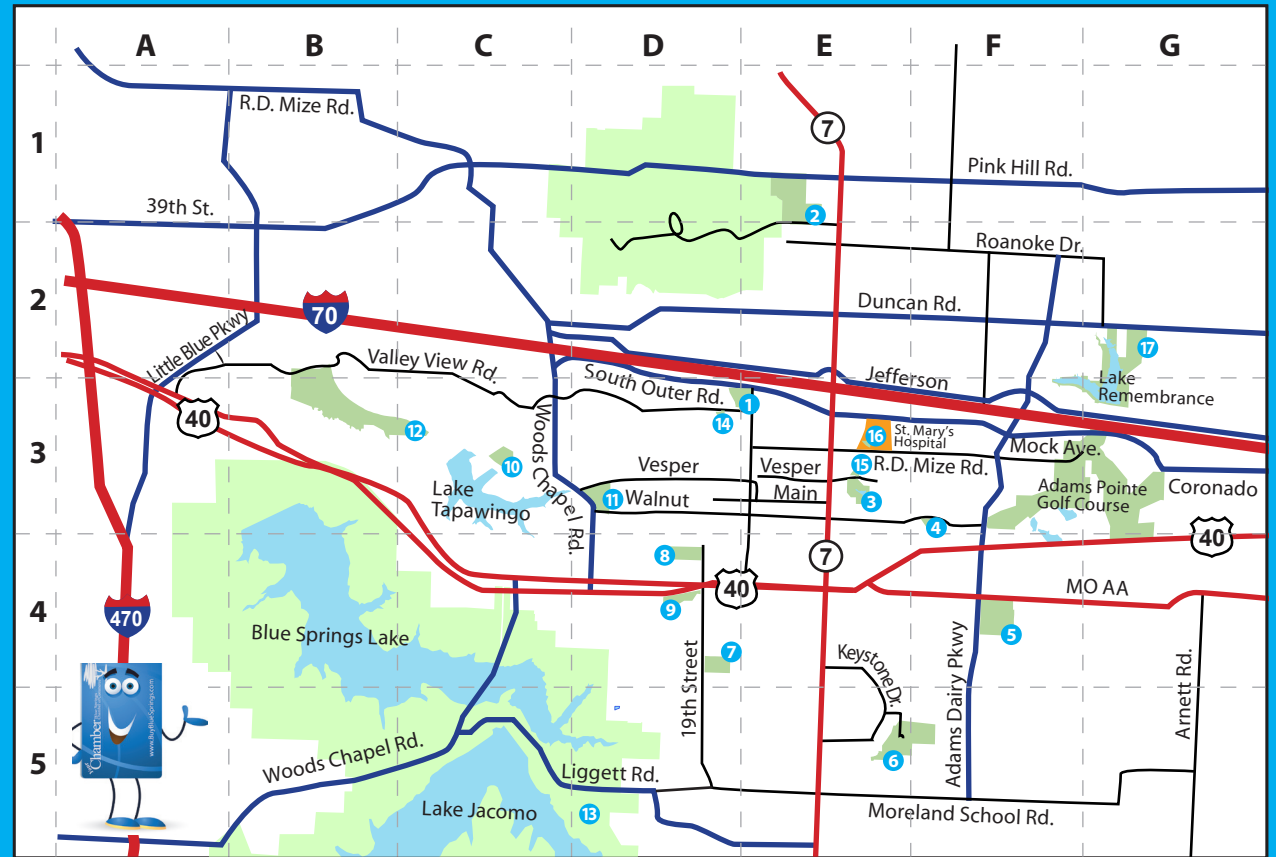 A B C D E F G
R.D. Mize Rd.
1
7
Pink Hill Rd.
39th St.
2
Roanoke Dr.
2
70
Duncan Rd.
Little Blue Pkwy
Valley View Rd.
17
Jefferson
South Outer Rd.
Lake
Remembrance
1
40
14
12
16
St. Mary's
Hospital
3
Mock Ave.
Woods Chapel Rd.
10
Vesper
Vesper
15
R.D. Mize Rd.
Lake
Tapawingo
11
Walnut
Main
3
Adams Pointe
Golf Course
Coronado
4
40
8
7
40
MO AA
4
470
9
Blue Springs Lake
5
7
19th Street
Keystone Dr.
Adams Dairy Pkwy
Arnett Rd.
Chamber
www.BuyBlueSprings.com
5
Woods Chapel Rd.
Liggett Rd.
6
Lake Jacomo
13
Moreland School Rd.